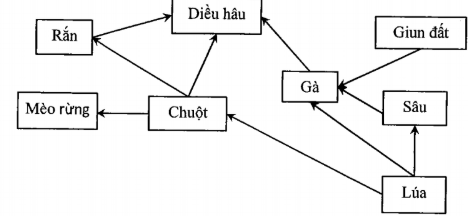 Diều hâu
Rắn
Giun đất
Gà
Mèo rừng
Chuột
Sâu
Lúa